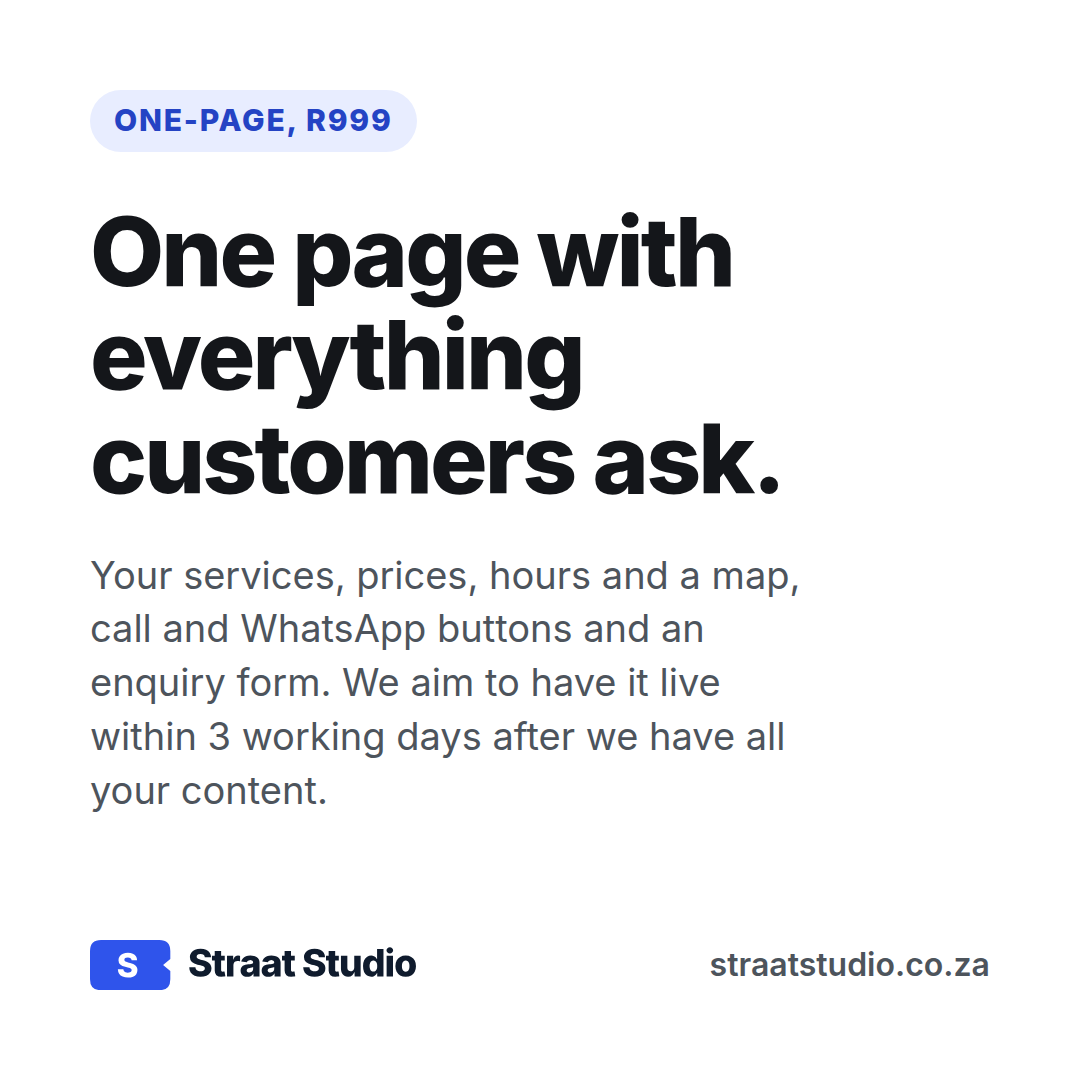 ONE-PAGE, R999
One page with
everything
customers ask.
Your services, prices, hours and a map,
call and WhatsApp buttons and an
enquiry form. We aim to have it live
within 3 working days after we have all
your content.
S Straat Studio
straatstudio.co.za